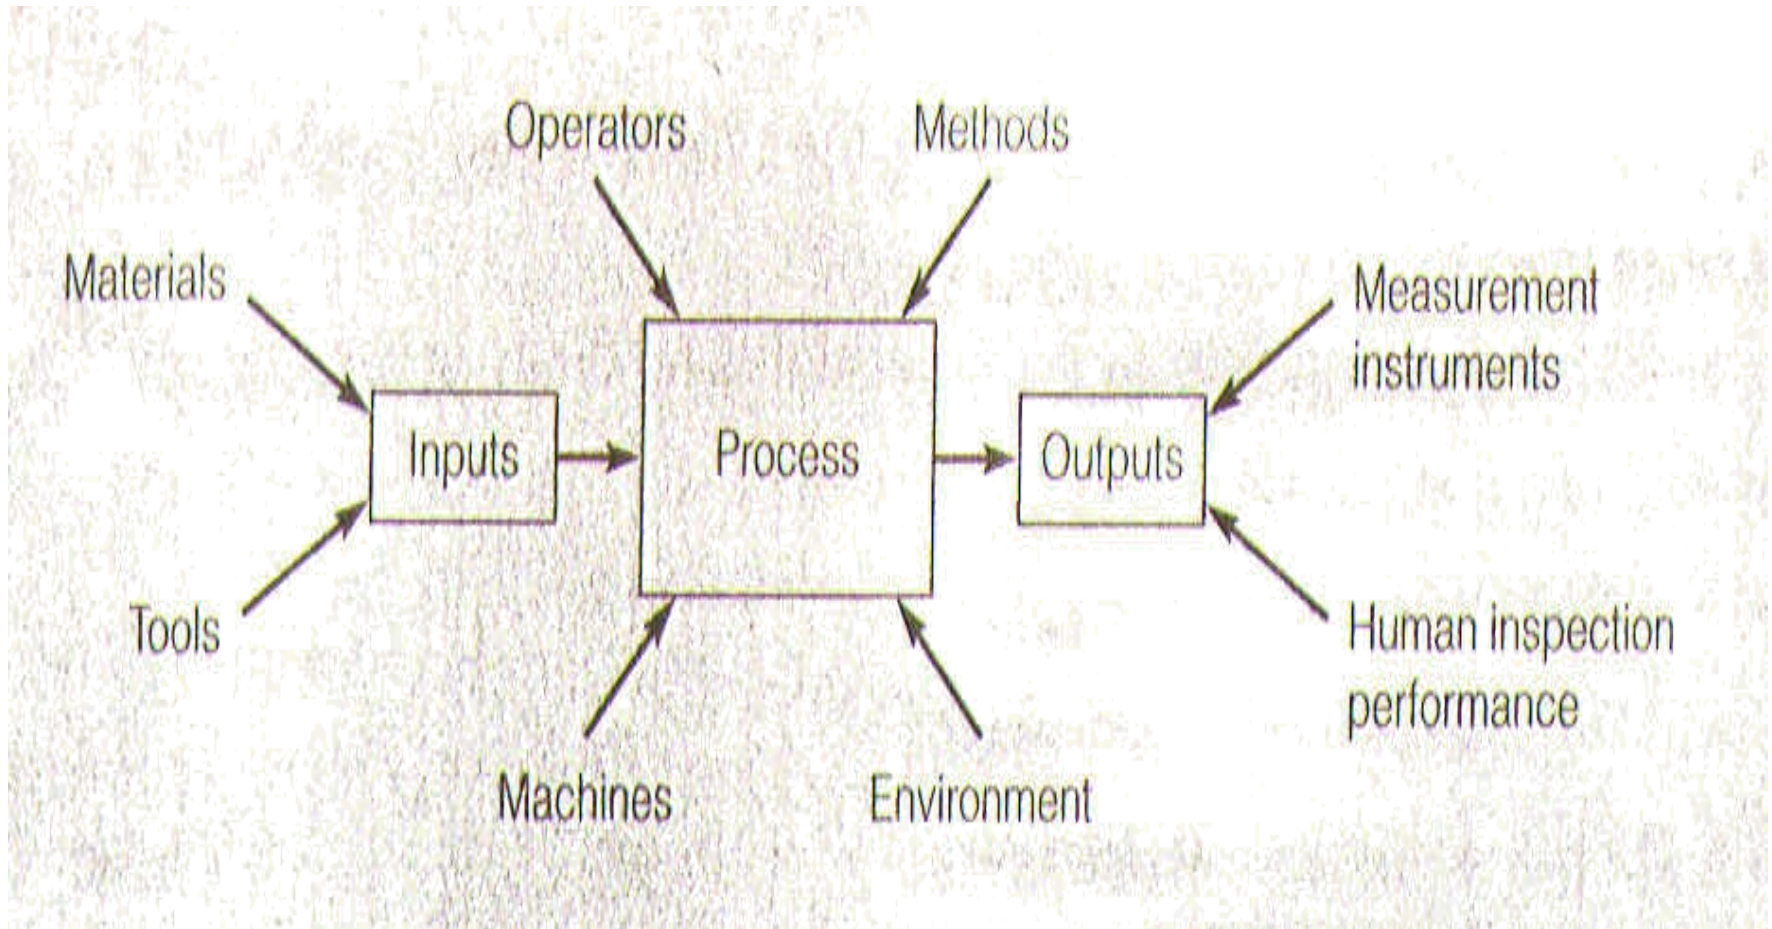 Operators
Methods
Materials
Measurement
instruments
Inputs
Process
Outputs
Tools
Human inspection
performance
Machines
Environment